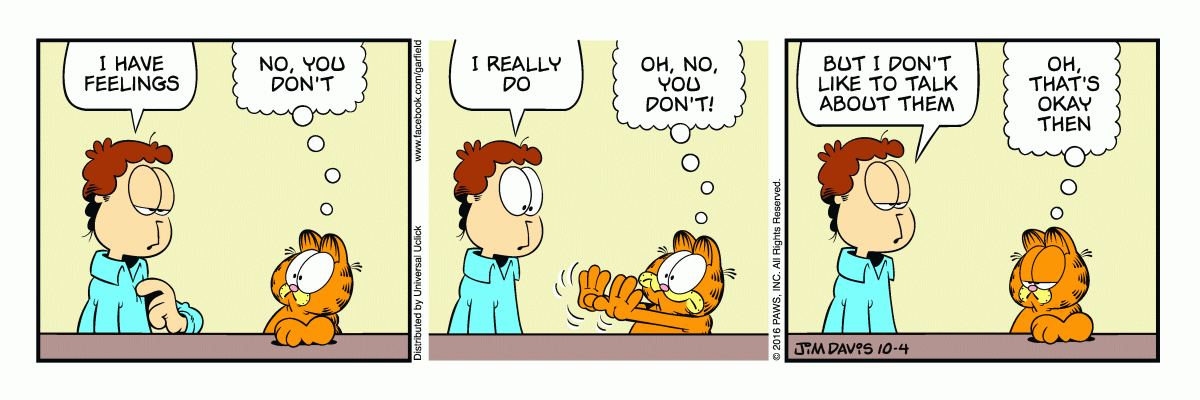 I HAVE
FEELINGS
NO, YOU
DON'T
www.facebook.com/garfield
Distributed by Universal Uclick
I REALLY
DO
OH, NO,
YOU
DON'T!
© 2016 PAWS, INC. All Rights Reserved.
BUT I DON'T
LIKE TO TALK
ABOUT THEM
OH,
THAT'S
OKAY
THEN
JIM DAVIS 10-4